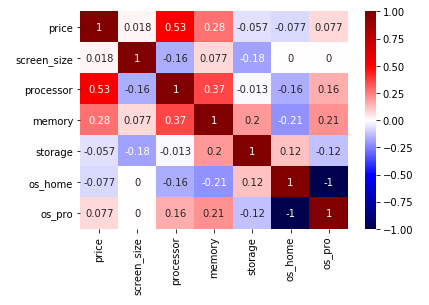 price 1 0.018 0.53 0.28 -0.057 -0.077 0.077
screen_size 0.018 1 -0.16 0.077 -0.18 0 0
processor 0.53 -0.16 1 0.37 -0.013 -0.16 0.16
memory 0.28 0.077 0.37 1 0.2 -0.21 0.21
storage -0.057 -0.18 -0.013 0.2 1 0.12 -0.12
os_home -0.077 0 -0.16 -0.21 0.12 1 -1
os_pro 0.077 0 0.16 0.21 -0.12 -1 1
price screen_size processor memory storage os_home os_pro
1.00
0.75
0.50
0.25
0.00
−0.25
−0.50
−0.75
−1.00